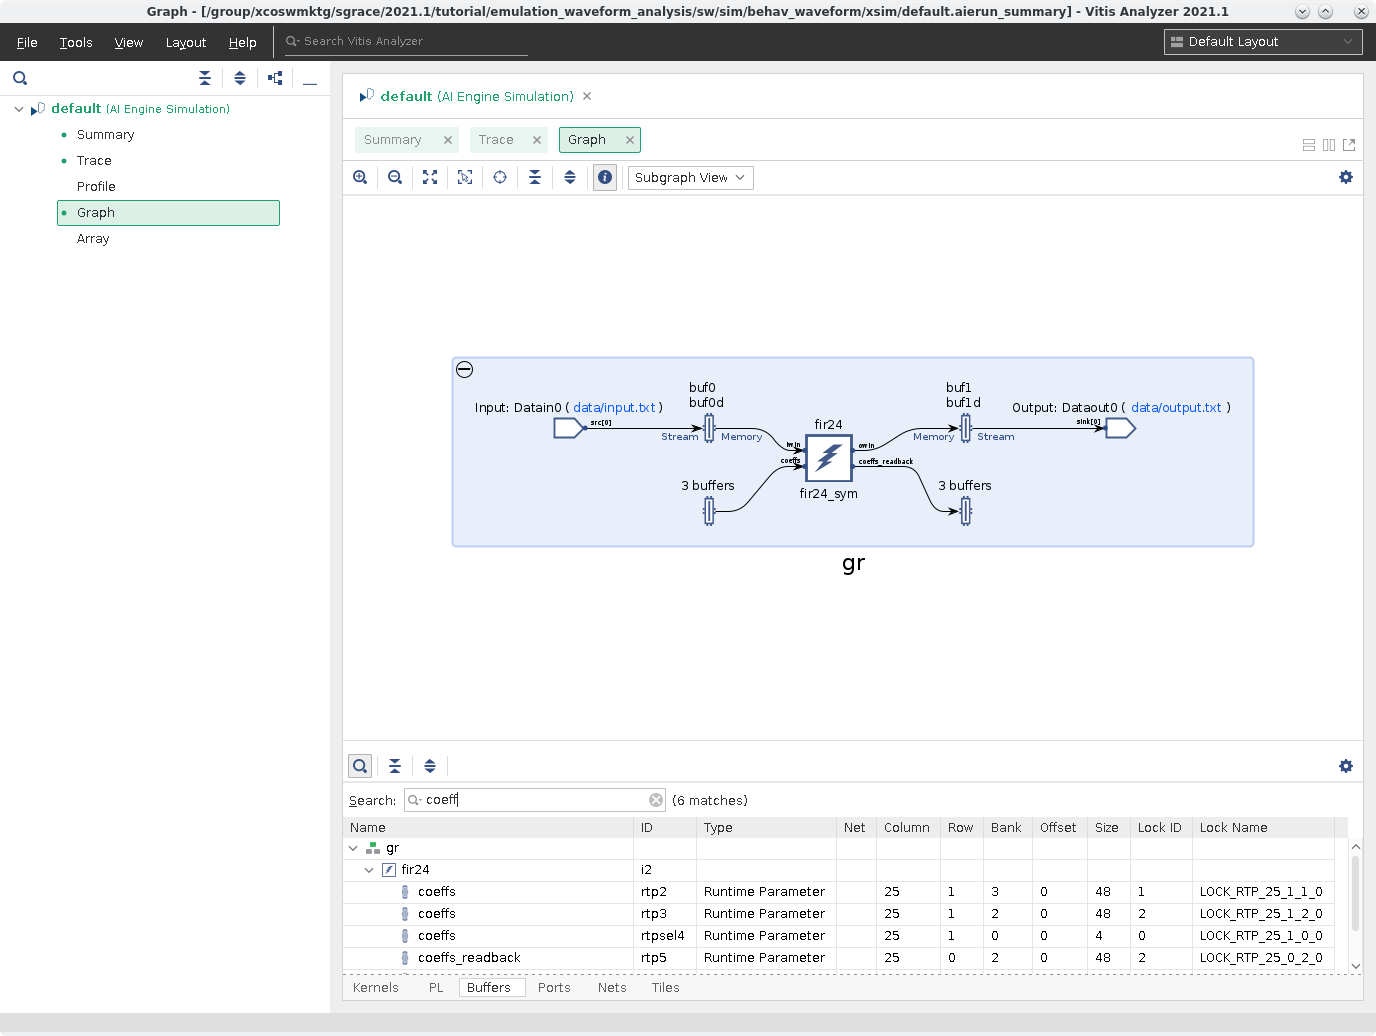 Graph - [/group/xcoswmktg/sgrace/2021.1/tutorial/emulation_waveform_analysis/sw/sim/behav_waveform/xsim/default.aierun_summary] - Vitis Analyzer 2021.1
File Tools View Layout Help Search Vitis Analyzer Default Layout
default (AI Engine Simulation)
Summary
Trace
Profile
Graph
Array
default (AI Engine Simulation)
Summary Trace Graph
Subgraph View
buf0
buf0d
Input: Datain0 ( data/input.txt )
src[0]
Stream Memory
3 buffers
fir24
iwin
coeffs
owin
coeffs_readback
fir24_sym
buf1
buf1d
Output: Dataout0 ( data/output.txt )
sink[0]
Memory Stream
3 buffers
gr
Search: coeff (6 matches)
Name ID Type Net Column Row Bank Offset Size Lock ID Lock Name
gr
fir24 i2
coeffs rtp2 Runtime Parameter 25 1 3 0 48 1 LOCK_RTP_25_1_1_0
coeffs rtp3 Runtime Parameter 25 1 2 0 48 2 LOCK_RTP_25_1_2_0
coeffs rtpsel4 Runtime Parameter 25 1 0 0 4 0 LOCK_RTP_25_1_0_0
coeffs_readback rtp5 Runtime Parameter 25 0 2 0 48 2 LOCK_RTP_25_0_2_0
Kernels PL Buffers Ports Nets Tiles